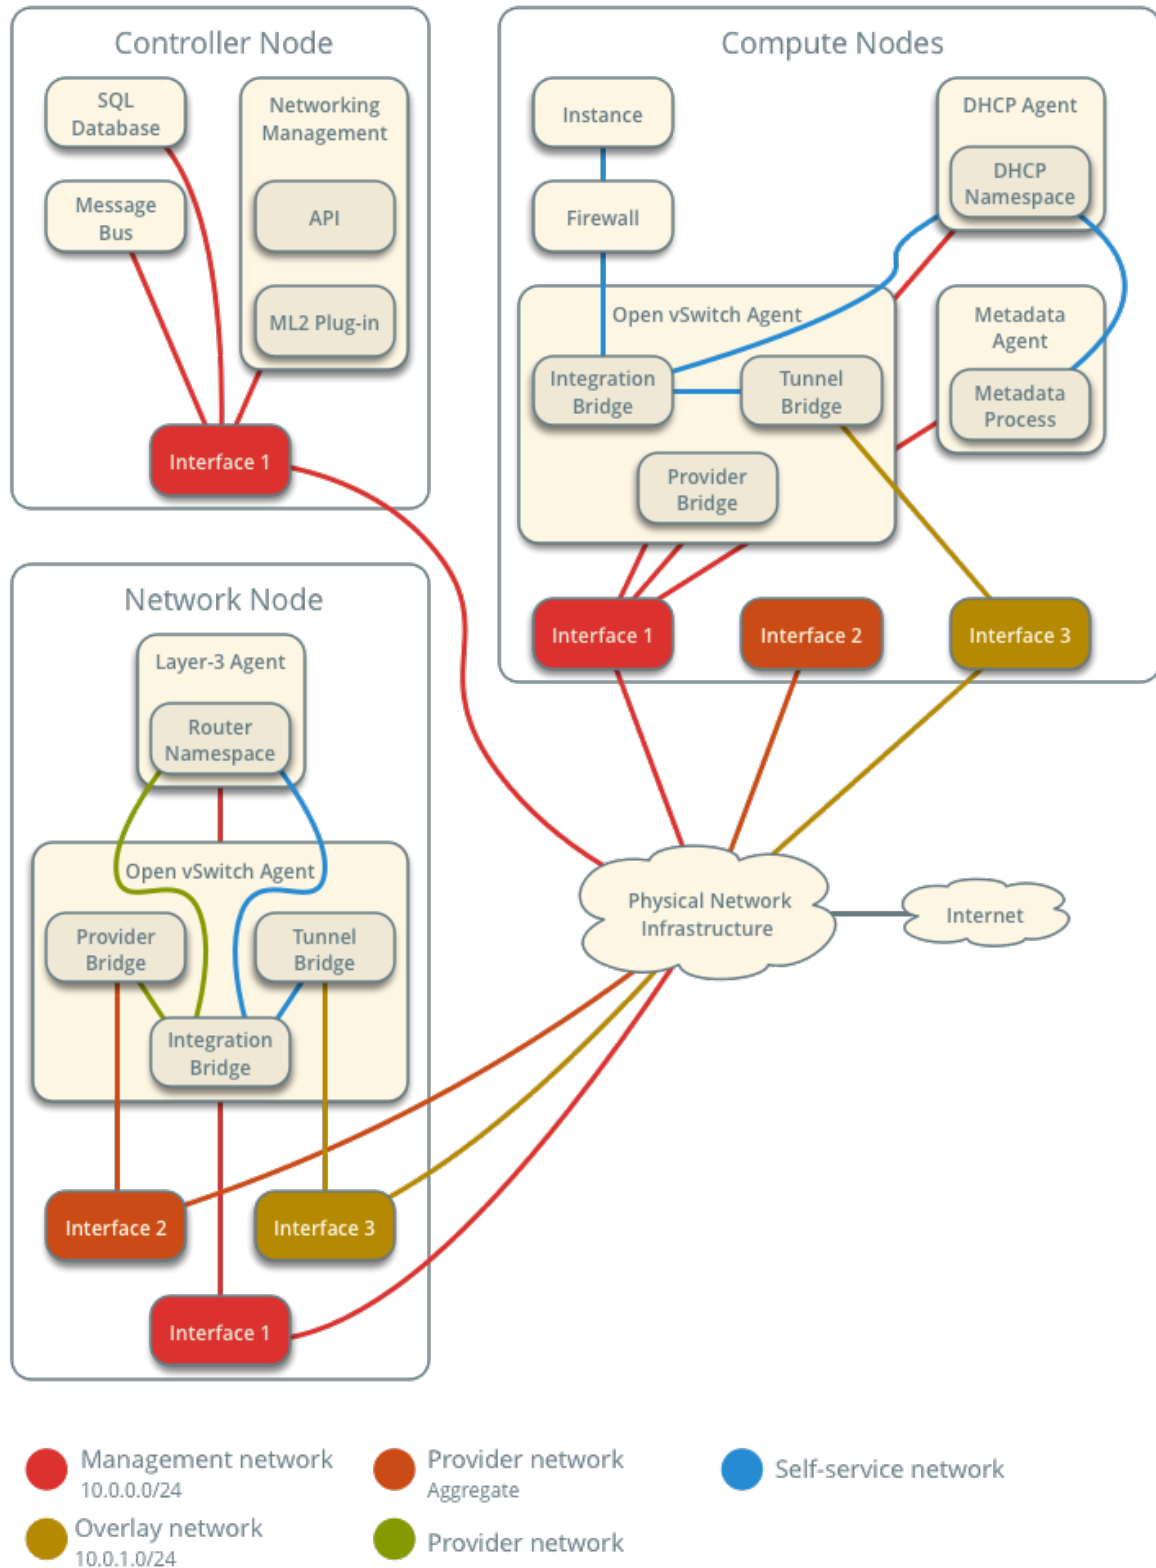 Controller Node
SQL
Database
Networking
Management
Message
Bus
API
ML2 Plug-in
Interface 1
Compute Nodes
Instance
DHCP Agent
DHCP
Namespace
Firewall
Open vSwitch Agent
Metadata
Agent
Integration
Bridge
Tunnel
Bridge
Metadata
Process
Provider
Bridge
Interface 1
Interface 2
Interface 3
Network Node
Layer-3 Agent
Router
Namespace
Open vSwitch Agent
Provider
Bridge
Tunnel
Bridge
Integration
Bridge
Interface 2
Interface 3
Interface 1
Physical Network
Infrastructure
Internet
Management network
10.0.0.0/24
Provider network
Aggregate
Self-service network
Overlay network
10.0.1.0/24
Provider network